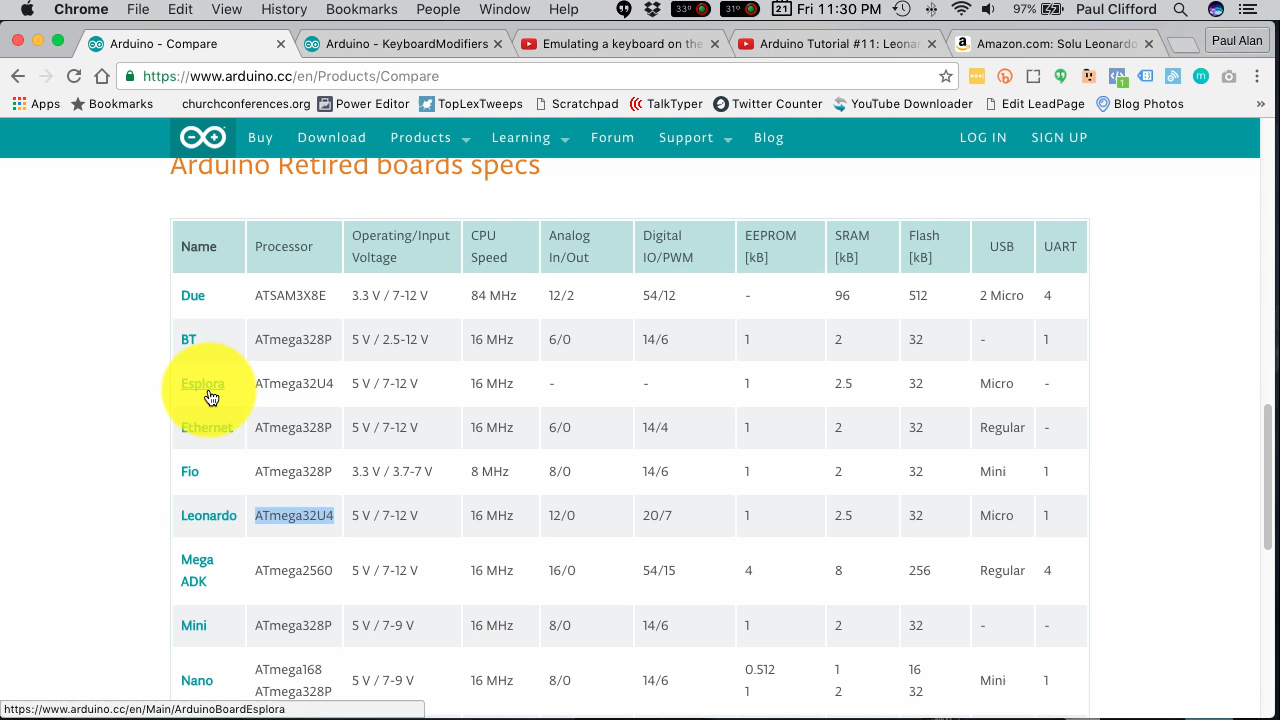 Chrome File Edit View History Bookmarks People Window Help 33° 31° 21 Fri 11:30 PM 97% Paul Clifford
Arduino - Compare Arduino - KeyboardModifiers Emulating a keyboard on the Arduino Tutorial #11: Leona Amazon.com: Solu Leonardo Paul Alan
https://www.arduino.cc/en/Products/Compare
Apps Bookmarks churchconferences.org Power Editor TapLexTweeps Scratchpad TalkTyper Twitter Counter YouTube Downloader Edit LeadPage Blog Photos »
Buy Download Products Learning Forum Support Blog LOG IN SIGN UP
Arduino Retired boards specs
Name Processor Operating/Input Voltage CPU Speed Analog In/Out Digital IO/PWM EEPROM [kB] SRAM [kB] Flash [kB] USB UART
Due ATSAM3X8E 3.3 V / 7-12 V 84 MHz 12/2 54/12 - 96 512 2 Micro 4
BT ATmega328P 5 V / 2.5-12 V 16 MHz 6/0 14/6 1 2 32 - 1
Esplora ATmega32U4 5 V / 7-12 V 16 MHz - - 1 2.5 32 Micro -
Ethernet ATmega328P 5 V / 7-12 V 16 MHz 6/0 14/4 1 2 32 Regular -
Fio ATmega328P 3.3 V / 3.7-7 V 8 MHz 8/0 14/6 1 2 32 Mini 1
Leonardo ATmega32U4 5 V / 7-12 V 16 MHz 12/0 20/7 1 2.5 32 Micro 1
Mega ADK ATmega2560 5 V / 7-12 V 16 MHz 16/0 54/15 4 8 256 Regular 4
Mini ATmega328P 5 V / 7-9 V 16 MHz 8/0 14/6 1 2 32 - -
Nano ATmega168 ATmega328P 5 V / 7-9 V 16 MHz 8/0 14/6 0.512 1 1 2 16 32 Mini 1
https://www.arduino.cc/en/Main/ArduinoBoardEsplora